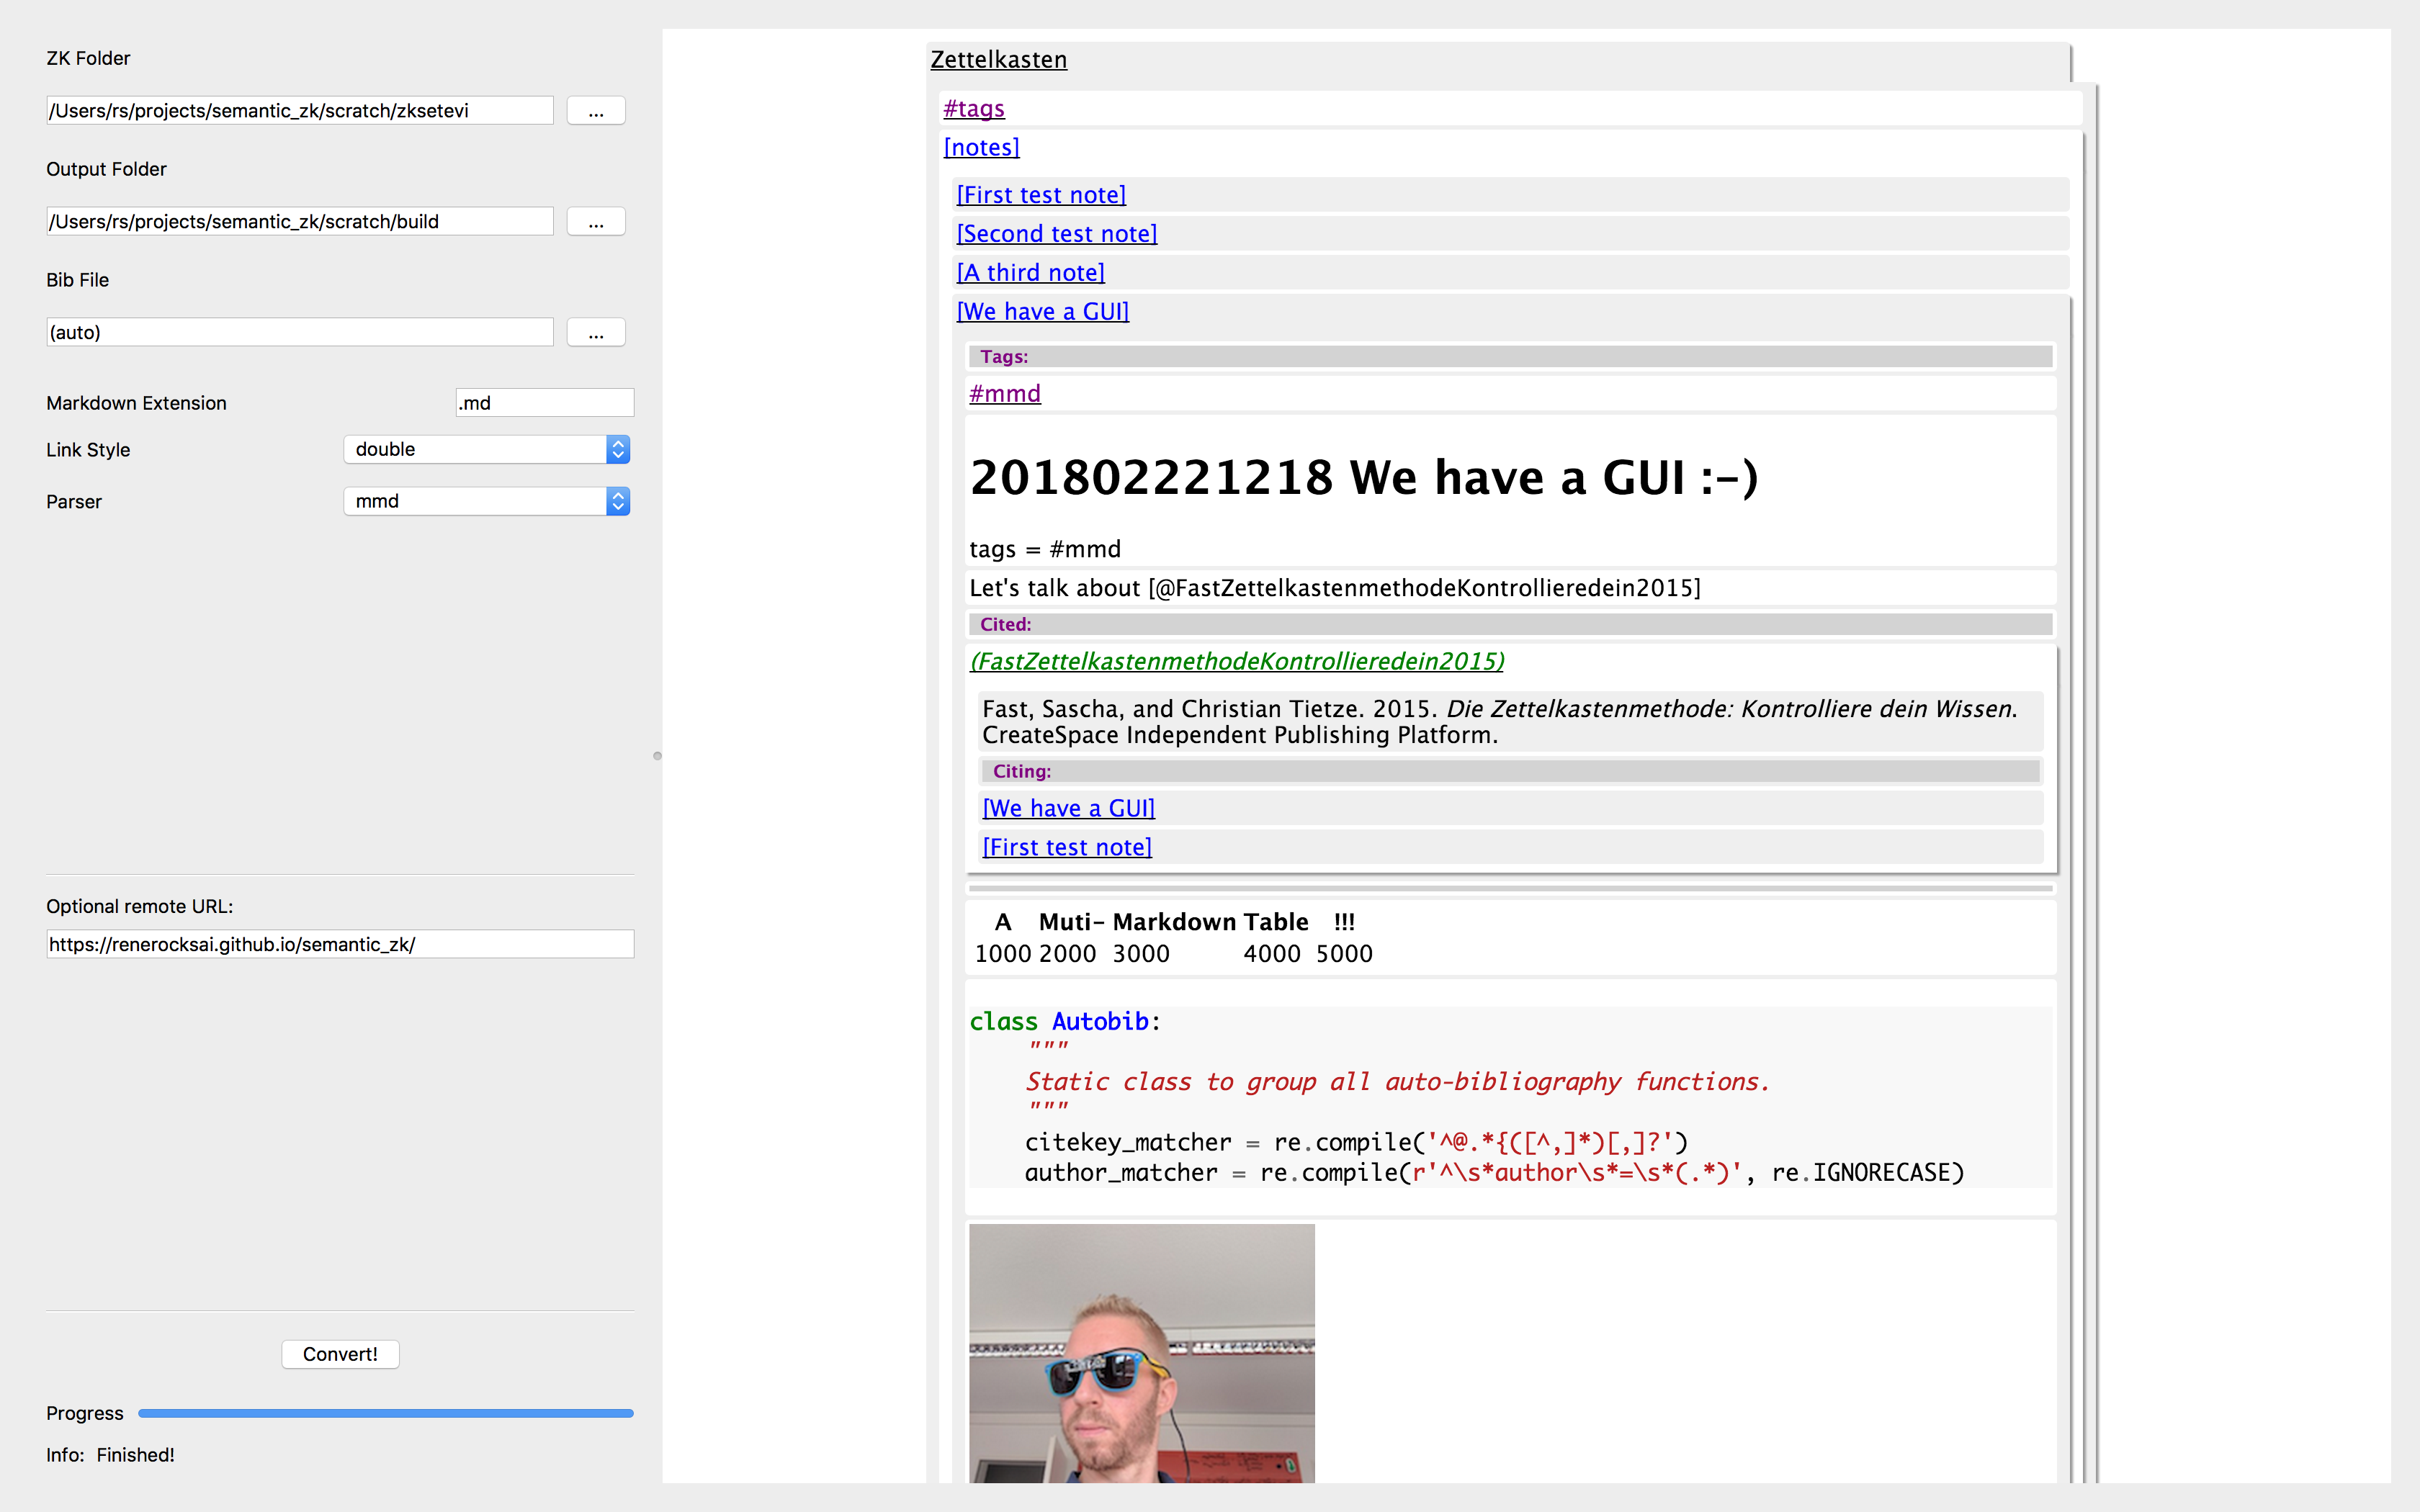 ZK Folder
/Users/rs/projects/semantic_zk/scratch/zksetevi
...
Output Folder
/Users/rs/projects/semantic_zk/scratch/build
...
Bib File
(auto)
...
Markdown Extension
.md
Link Style
double
Parser
mmd
Optional remote URL:
https://renerocksai.github.io/semantic_zk/
Convert!
Progress
Info: Finished!
Zettelkasten
#tags
[notes]
[First test note]
[Second test note]
[A third note]
[We have a GUI]
Tags:
#mmd
201802221218 We have a GUI :-)
tags = #mmd
Let's talk about [@FastZettelkastenmethodeKontrollieredein2015]
Cited:
(FastZettelkastenmethodeKontrollieredein2015)
Fast, Sascha, and Christian Tietze. 2015. Die Zettelkastenmethode: Kontrolliere dein Wissen.
CreateSpace Independent Publishing Platform.
Citing:
[We have a GUI]
[First test note]
A Muti- Markdown Table !!!
1000 2000 3000 4000 5000
class Autobib:
"""
Static class to group all auto-bibliography functions.
"""
citekey_matcher = re.compile('^@.*{([^,]*)[,]?')
author_matcher = re.compile(r'^\s*author\s*=\s*(.*)', re.IGNORECASE)